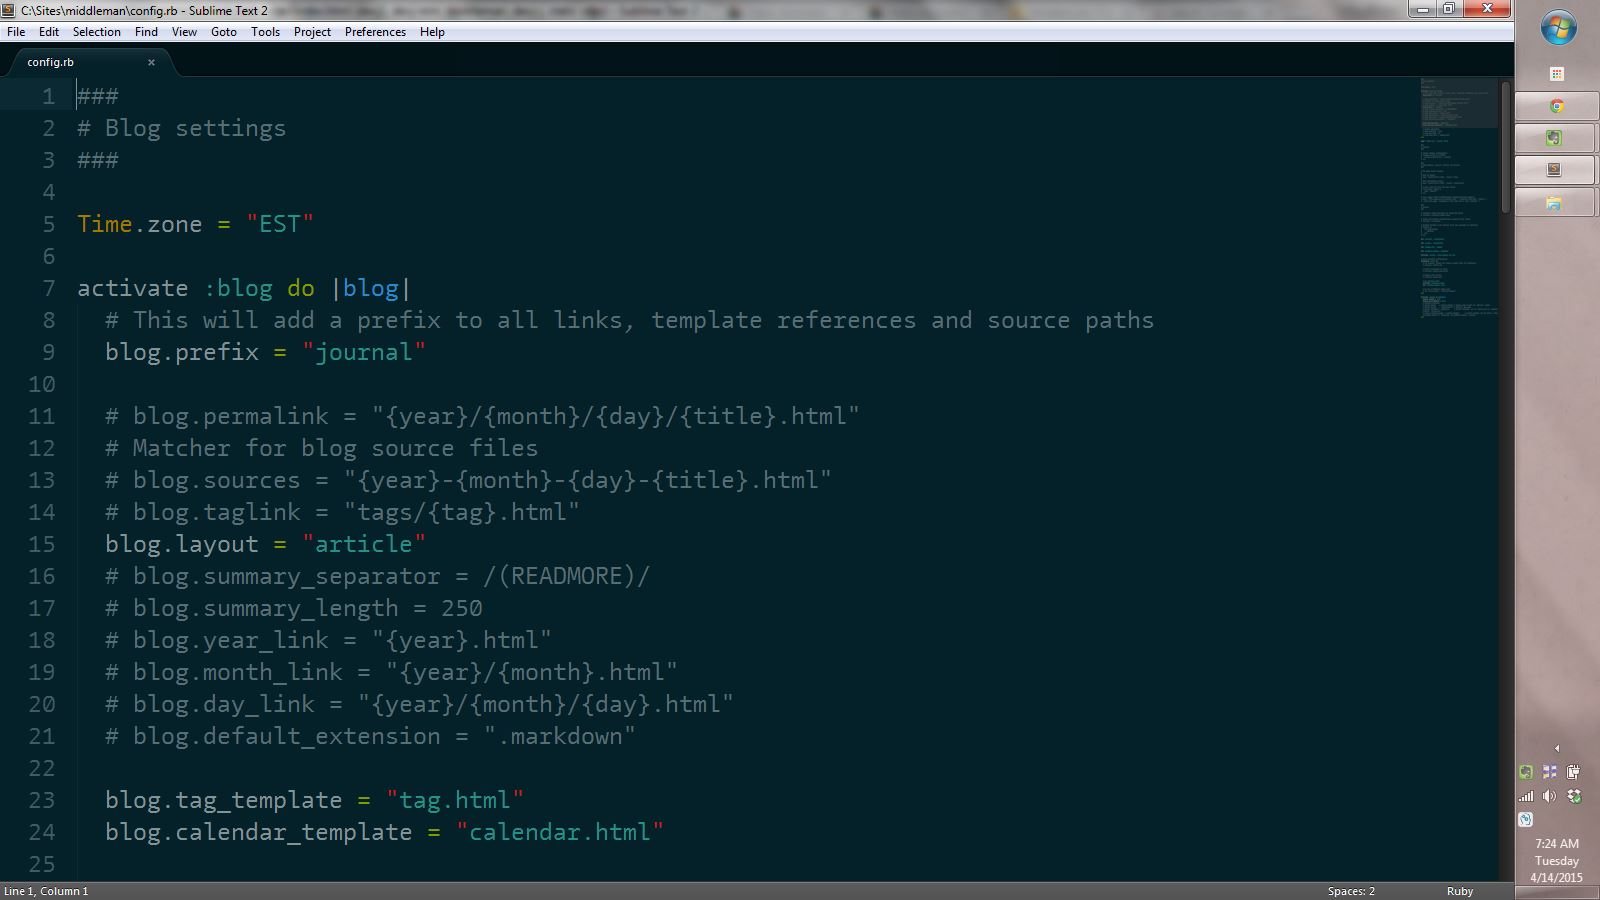 C:\Sites\middleman\config.rb - Sublime Text 2
File Edit Selection Find View Goto Tools Project Preferences Help
config.rb ×
1 ###
2 # Blog settings
3 ###
4
5 Time.zone = "EST"
6
7 activate :blog do |blog|
8 # This will add a prefix to all links, template references and source paths
9 blog.prefix = "journal"
10
11 # blog.permalink = "{year}/{month}/{day}/{title}.html"
12 # Matcher for blog source files
13 # blog.sources = "{year}-{month}-{day}-{title}.html"
14 # blog.taglink = "tags/{tag}.html"
15 blog.layout = "article"
16 # blog.summary_separator = /(READMORE)/
17 # blog.summary_length = 250
18 # blog.year_link = "{year}.html"
19 # blog.month_link = "{year}/{month}.html"
20 # blog.day_link = "{year}/{month}/{day}.html"
21 # blog.default_extension = ".markdown"
22
23 blog.tag_template = "tag.html"
24 blog.calendar_template = "calendar.html"
25
Line 1, Column 1
Spaces: 2
Ruby
7:24 AM
Tuesday
4/14/2015